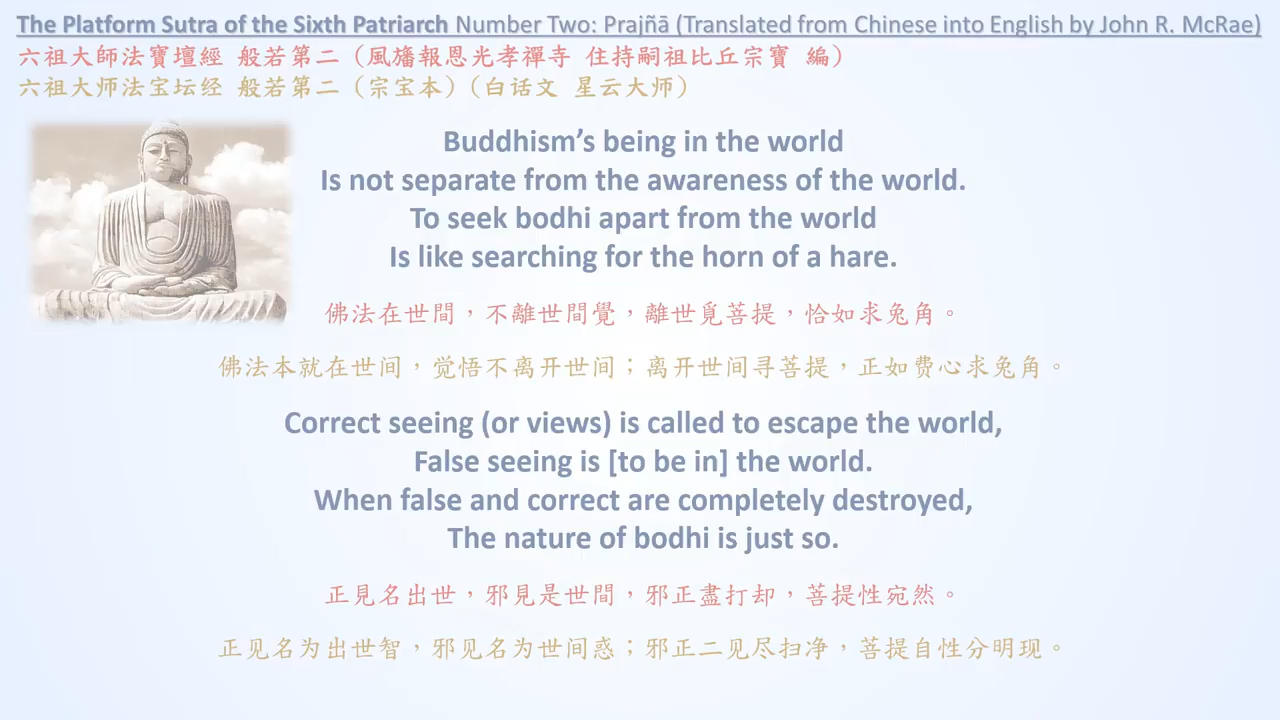 The Platform Sutra of the Sixth Patriarch Number Two: Prajñā (Translated from Chinese into English by John R. McRae)
六祖大師法寶壇經 般若第二（風旛報恩光孝禪寺 住持嗣祖比丘宗寶 編）
六祖大师法宝坛经 般若第二（宗宝本）（白话文 星云大师）
Buddhism’s being in the world
Is not separate from the awareness of the world.
To seek bodhi apart from the world
Is like searching for the horn of a hare.
佛法在世間，不離世間覺，離世覓菩提，恰如求兔角。
佛法本就在世间，觉悟不离开世间；离开世间寻菩提，正如费心求兔角。
Correct seeing (or views) is called to escape the world,
False seeing is [to be in] the world.
When false and correct are completely destroyed,
The nature of bodhi is just so.
正見名出世，邪見是世間，邪正盡打却，菩提性宛然。
正见名为出世智，邪见名为世间惑；邪正二见尽扫净，菩提自性分明现。